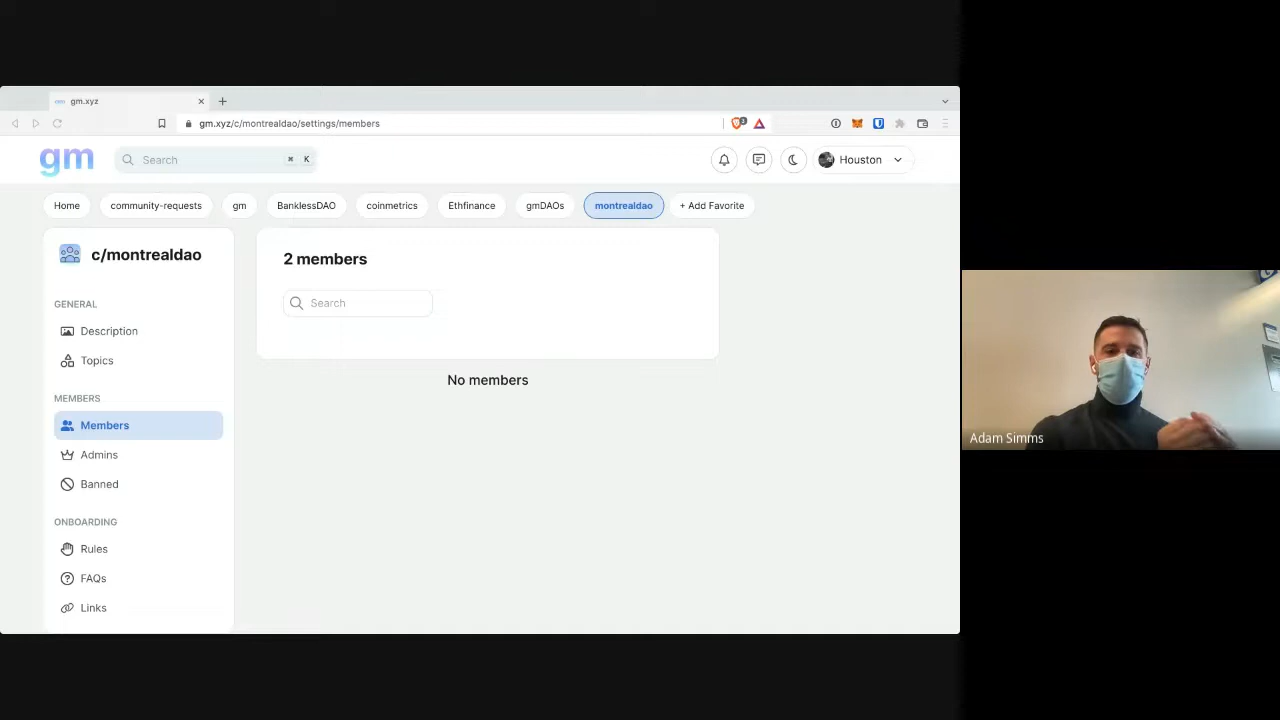 gm.xyz
gm.xyz/c/montrealdao/settings/members
3
gm
Search
⌘ K
Houston
Home
community-requests
gm
BanklessDAO
coinmetrics
Ethfinance
gmDAOs
montrealdao
+ Add Favorite
c/montrealdao
GENERAL
Description
Topics
MEMBERS
Members
Admins
Banned
ONBOARDING
Rules
FAQs
Links
2 members
Search
No members
Adam Simms